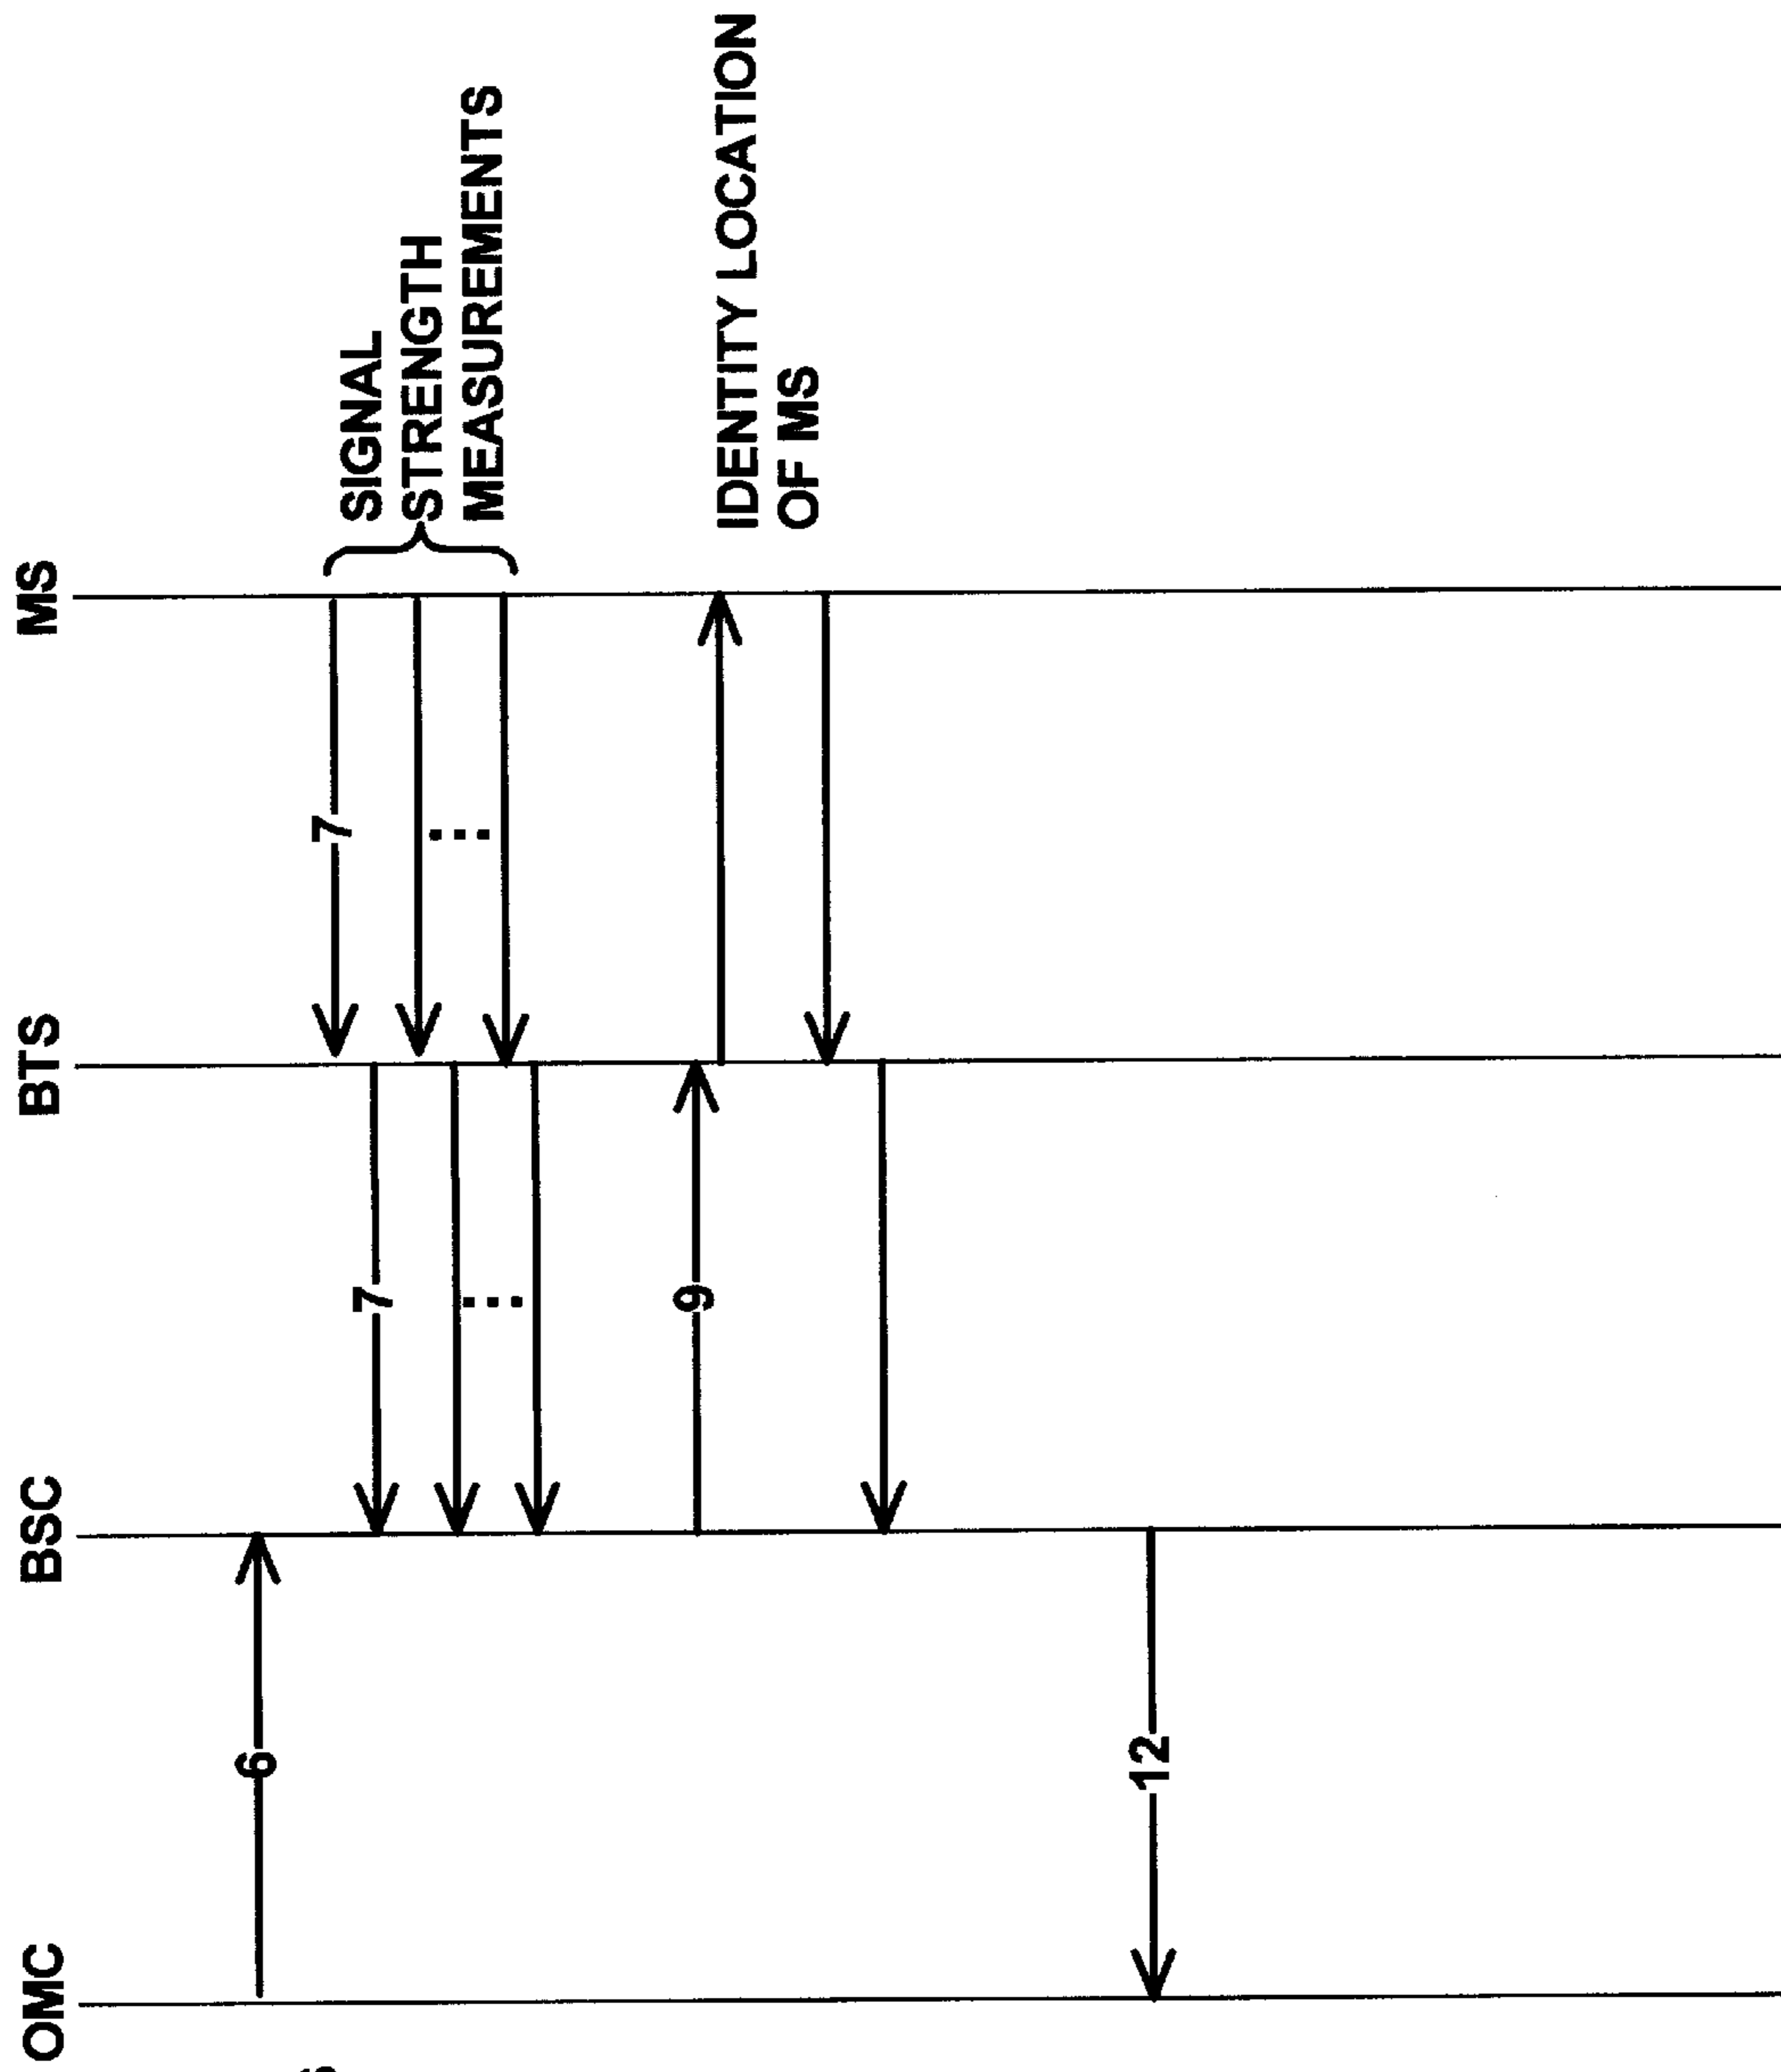 OMC
BSC
BTS
MS
6
7
7
SIGNAL
STRENGTH
MEASUREMENTS
9
IDENTITY LOCATION
OF MS
12